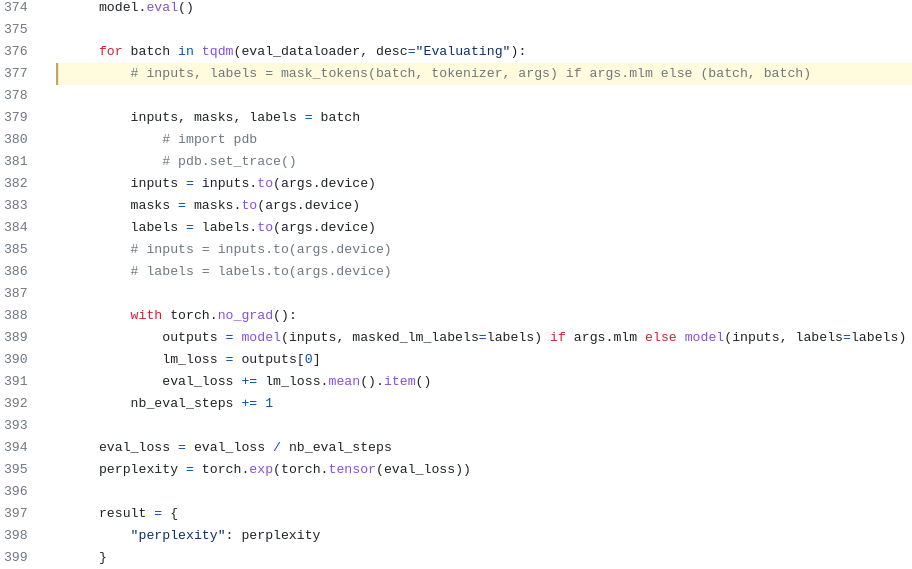 374 model.eval()
375
376 for batch in tqdm(eval_dataloader, desc="Evaluating"):
377 # inputs, labels = mask_tokens(batch, tokenizer, args) if args.mlm else (batch, batch)
378
379 inputs, masks, labels = batch
380 # import pdb
381 # pdb.set_trace()
382 inputs = inputs.to(args.device)
383 masks = masks.to(args.device)
384 labels = labels.to(args.device)
385 # inputs = inputs.to(args.device)
386 # labels = labels.to(args.device)
387
388 with torch.no_grad():
389 outputs = model(inputs, masked_lm_labels=labels) if args.mlm else model(inputs, labels=labels)
390 lm_loss = outputs[0]
391 eval_loss += lm_loss.mean().item()
392 nb_eval_steps += 1
393
394 eval_loss = eval_loss / nb_eval_steps
395 perplexity = torch.exp(torch.tensor(eval_loss))
396
397 result = {
398 "perplexity": perplexity
399 }